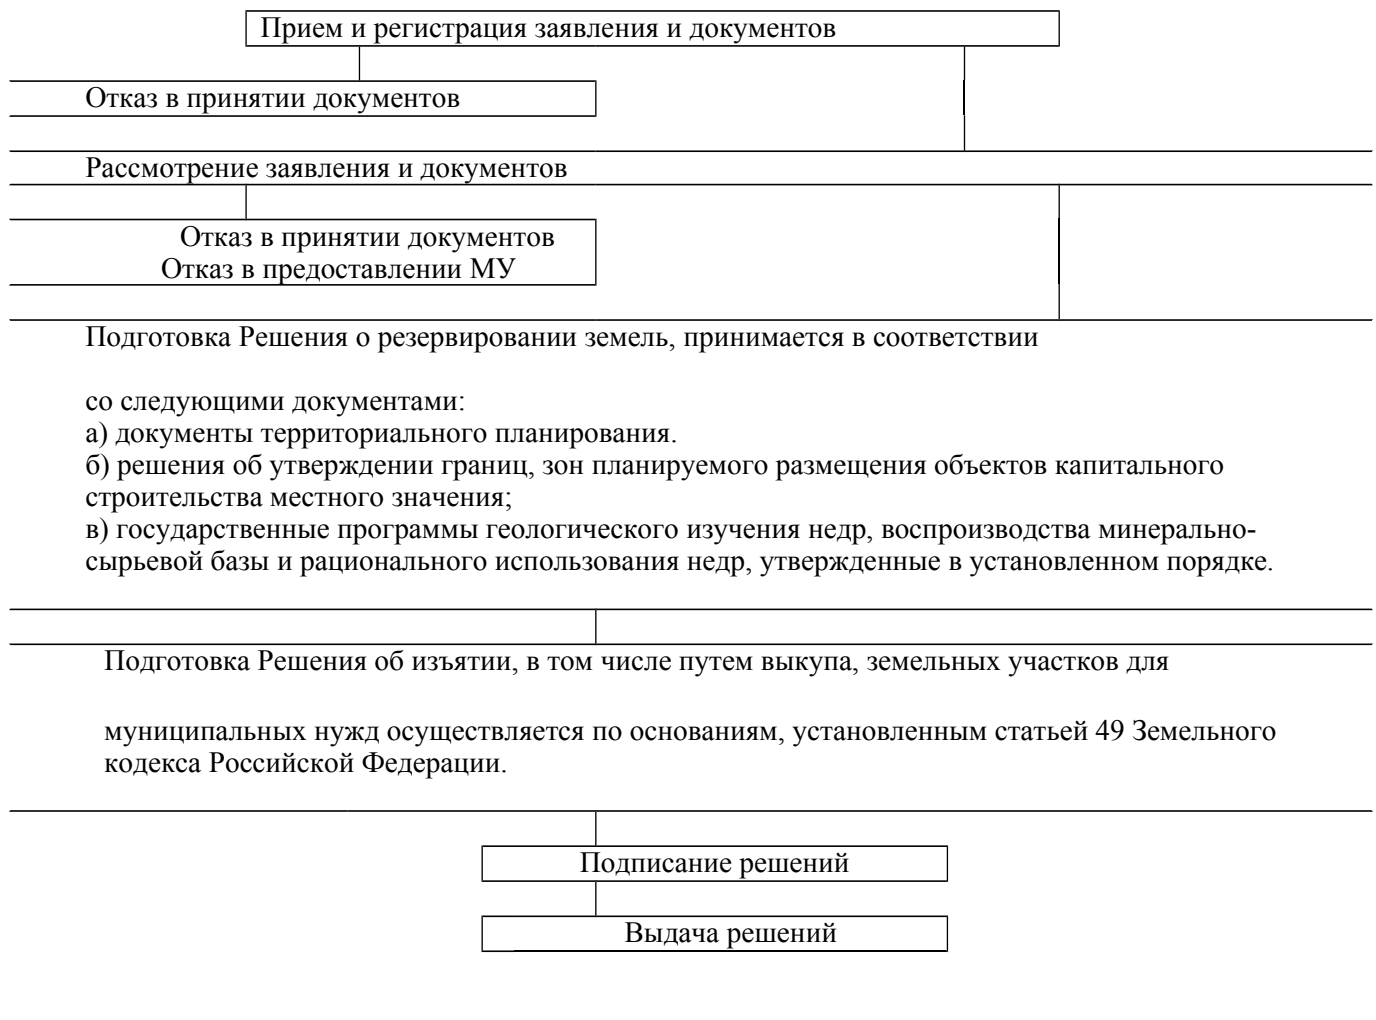 Прием и регистрация заявления и документов
Отказ в принятии документов
Рассмотрение заявления и документов
Отказ в принятии документов
Отказ в предоставлении МУ
Подготовка Решения о резервировании земель, принимается в соответствии
со следующими документами:
а) документы территориального планирования.
б) решения об утверждении границ, зон планируемого размещения объектов капитального
строительства местного значения;
в) государственные программы геологического изучения недр, воспроизводства минерально-
сырьевой базы и рационального использования недр, утвержденные в установленном порядке.
Подготовка Решения об изъятии, в том числе путем выкупа, земельных участков для
муниципальных нужд осуществляется по основаниям, установленным статьей 49 Земельного
кодекса Российской Федерации.
Подписание решений
Выдача решений